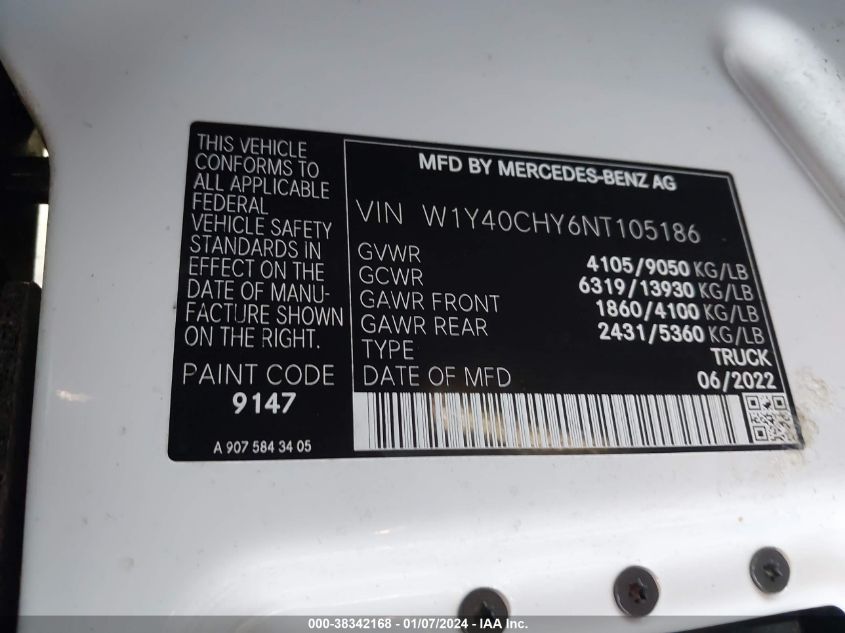 THIS VEHICLE
CONFORMS TO
ALL APPLICABLE
FEDERAL
VEHICLE SAFETY
STANDARDS IN
EFFECT ON THE
DATE OF MANU-
FACTURE SHOWN
ON THE RIGHT.
PAINT CODE
9147
A 907 584 34 05
MFD BY MERCEDES-BENZ AG
VIN W1Y40CHY6NT105186
GVWR 4105/9050 KG/LB
GCWR 6319/13930 KG/LB
GAWR FRONT 1860/4100 KG/LB
GAWR REAR 2431/5360 KG/LB
TYPE TRUCK
DATE OF MFD 06/2022
000-38342168 - 01/07/2024 - IAA Inc.